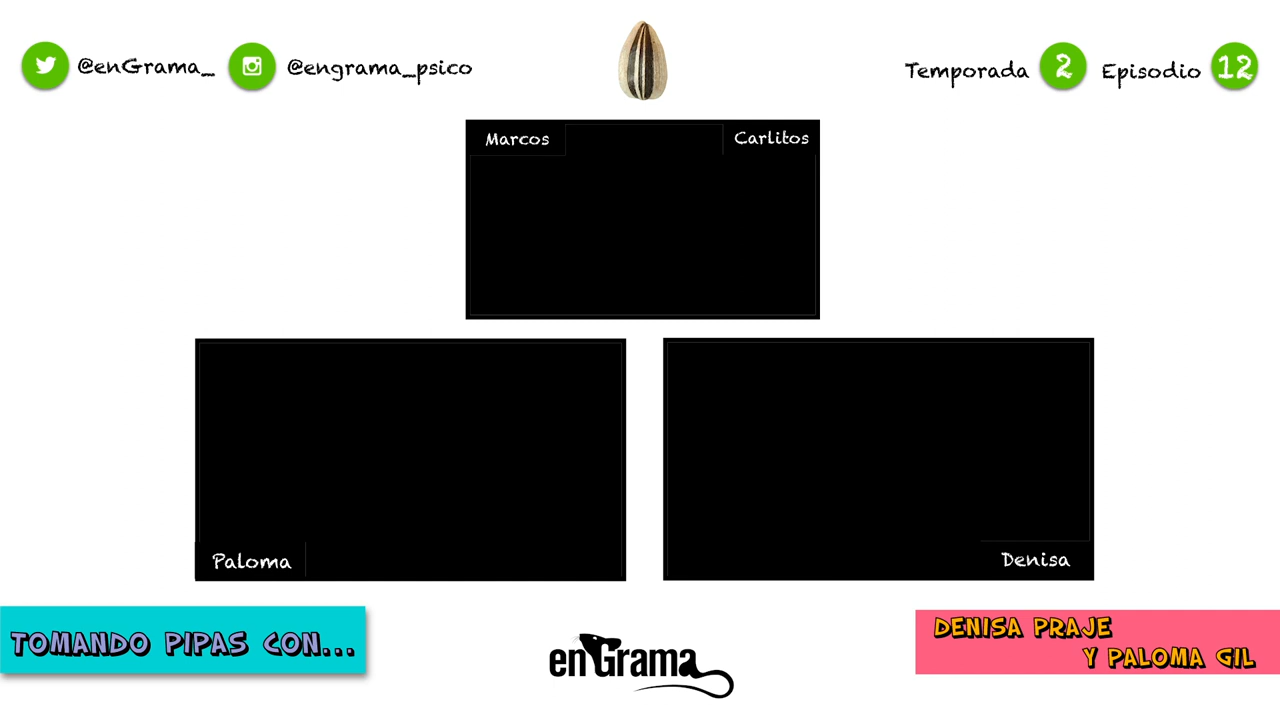 @enGrama_ @engrama_psico Temporada 2 Episodio 12
Marcos Carlitos
Paloma Denisa
TOMANDO PIPAS CON...
enGrama
DENISA PRAJE
Y PALOMA GIL